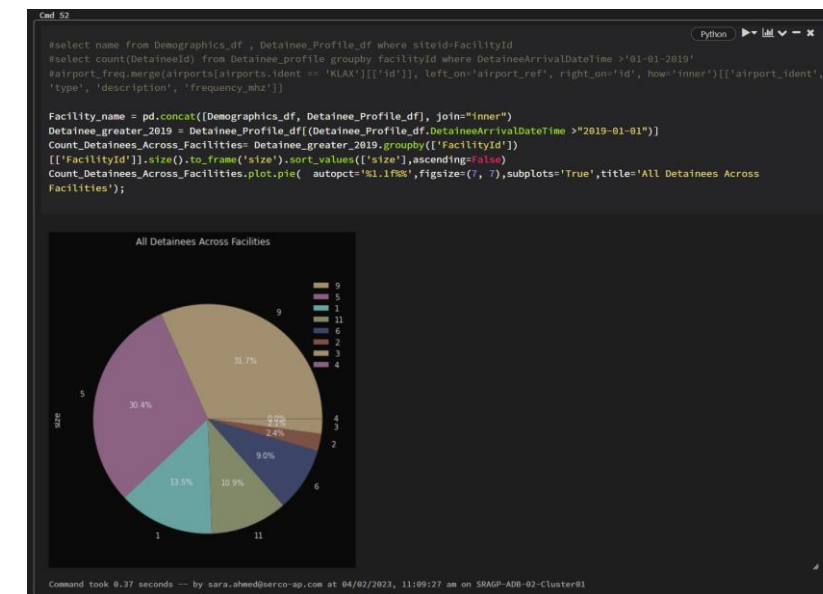 Cmd 52
Python
#select name from Demographics_df , Detainee_Profile_df where siteid=FacilityId
#select count(DetaineeId) from Detainee_profile groupby facilityId where DetaineeArrivalDateTime >'01-01-2019'
#airport_freq.merge(airports[airports.ident == 'KLAX'][['id']], left_on='airport_ref', right_on='id', how='inner')[['airport_ident',
'type', 'description', 'frequency_mhz']]
Facility_name = pd.concat([Demographics_df, Detainee_Profile_df], join="inner")
Detainee_greater_2019 = Detainee_Profile_df[(Detainee_Profile_df.DetaineeArrivalDateTime >"2019-01-01")]
Count_Detainees_Across_Facilities= Detainee_greater_2019.groupby(['FacilityId'])
[['FacilityId']].size().to_frame('size').sort_values(['size'],ascending=False)
Count_Detainees_Across_Facilities.plot.pie(  autopct='%1.1f%%',figsize=(7, 7),subplots='True',title='All Detainees Across
Facilities');
All Detainees Across Facilities
9
5
1
11
6
2
3
4
9
31.7%
5
30.4%
size
0.0%
4
2.1%
3
2.4%
2
9.0%
6
13.5%
10.9%
1
11
Command took 0.37 seconds -- by sara.ahmed@serco-ap.com at 04/02/2023, 11:09:27 am on SRAGP-ADB-02-Cluster01